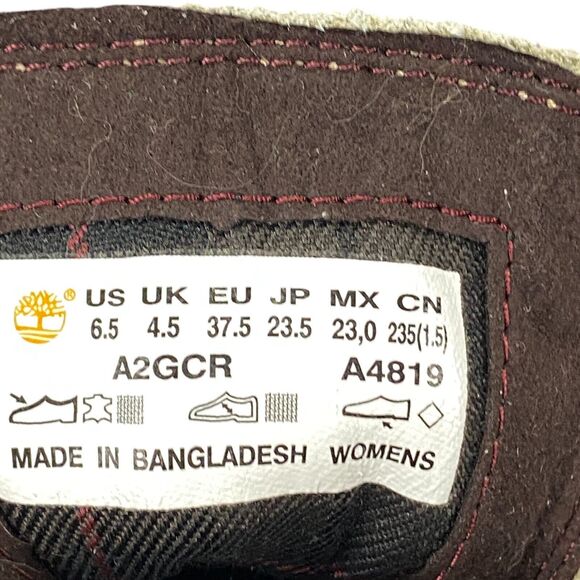 ® US UK EU JP MX CN
6.5 4.5 37.5 23.5 23,0 235(1.5)
A2GCR A4819
MADE IN BANGLADESH WOMENS